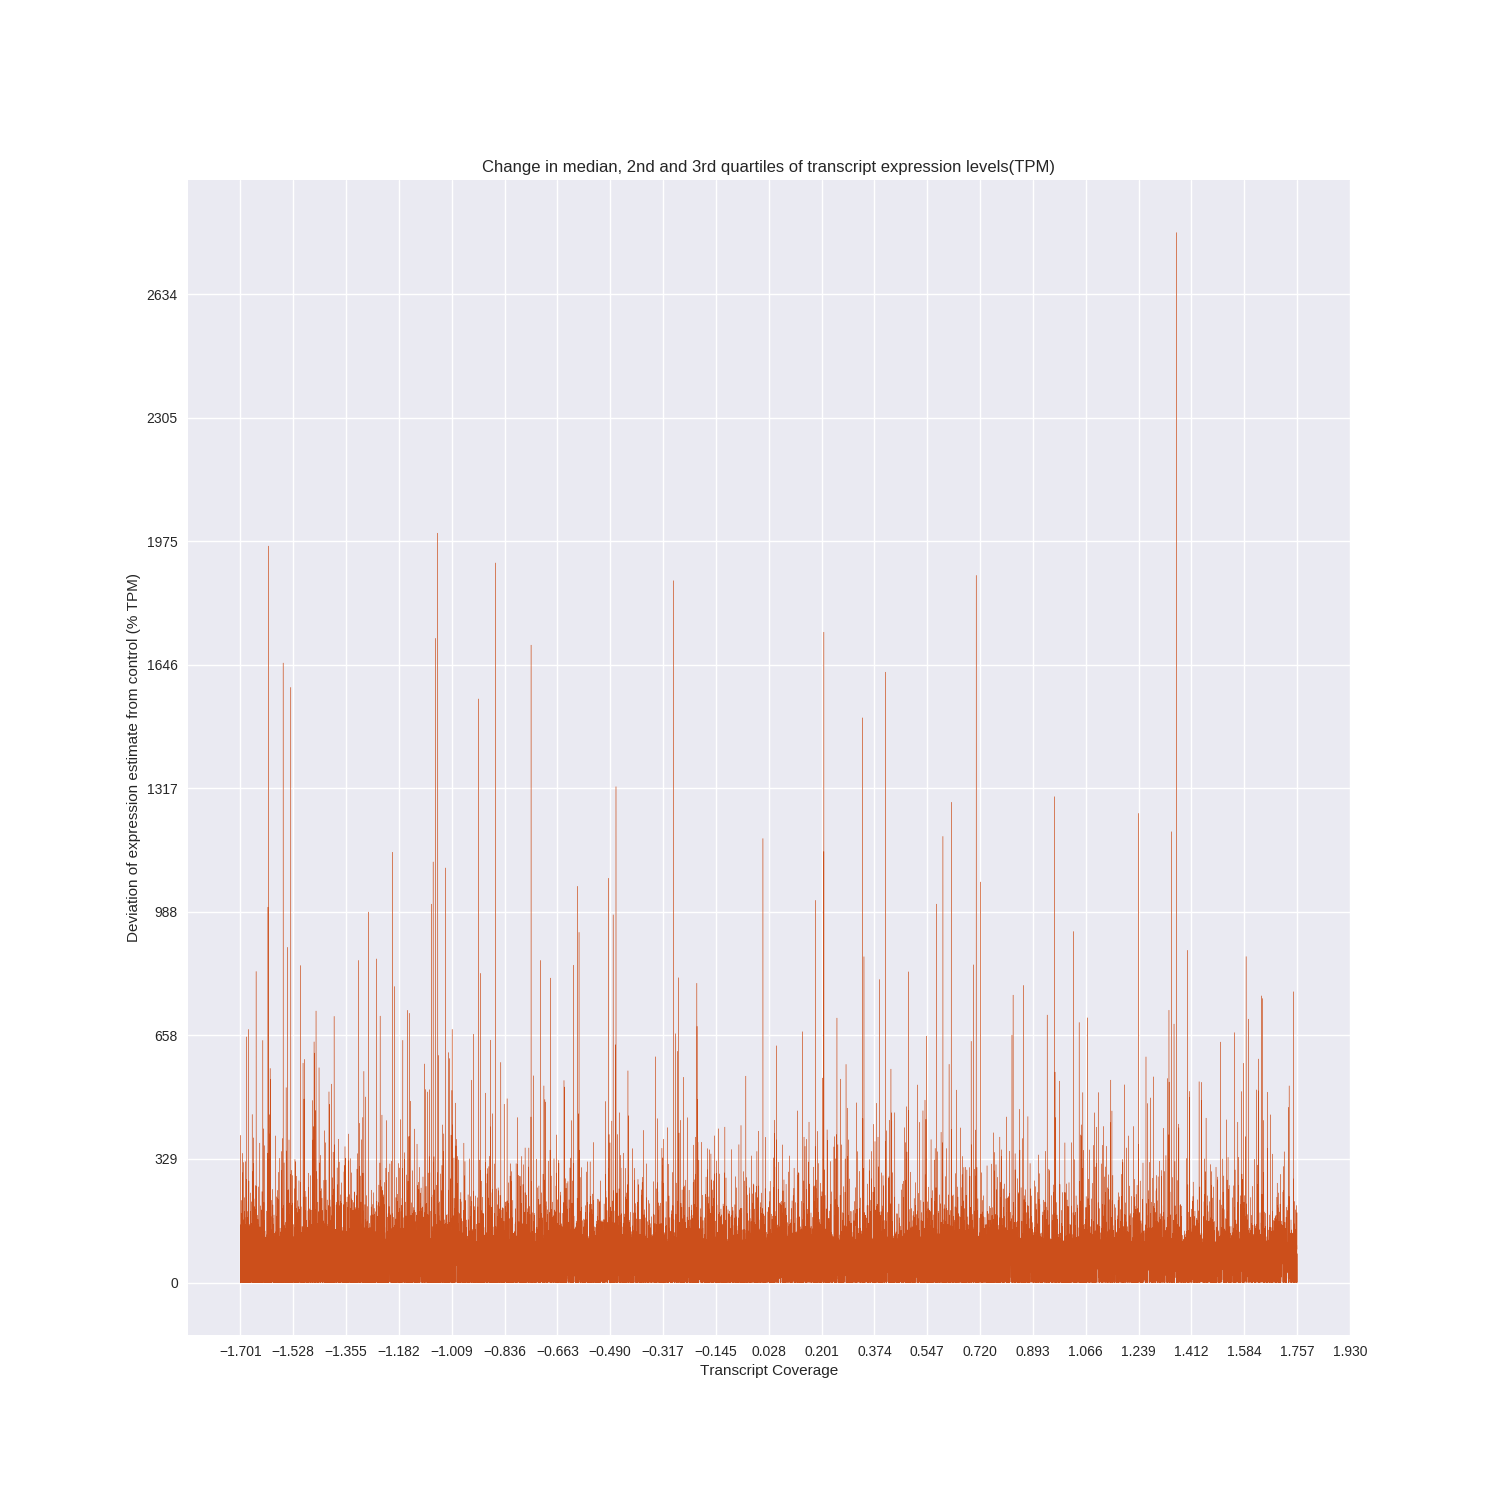 Change in median, 2nd and 3rd quartiles of transcript expression levels(TPM)
2634
2305
1975
1646
1317
988
658
329
0
Deviation of expression estimate from control (% TPM)
−1.701 −1.528 −1.355 −1.182 −1.009 −0.836 −0.663 −0.490 −0.317 −0.145 0.028 0.201 0.374 0.547 0.720 0.893 1.066 1.239 1.412 1.584 1.757 1.930
Transcript Coverage